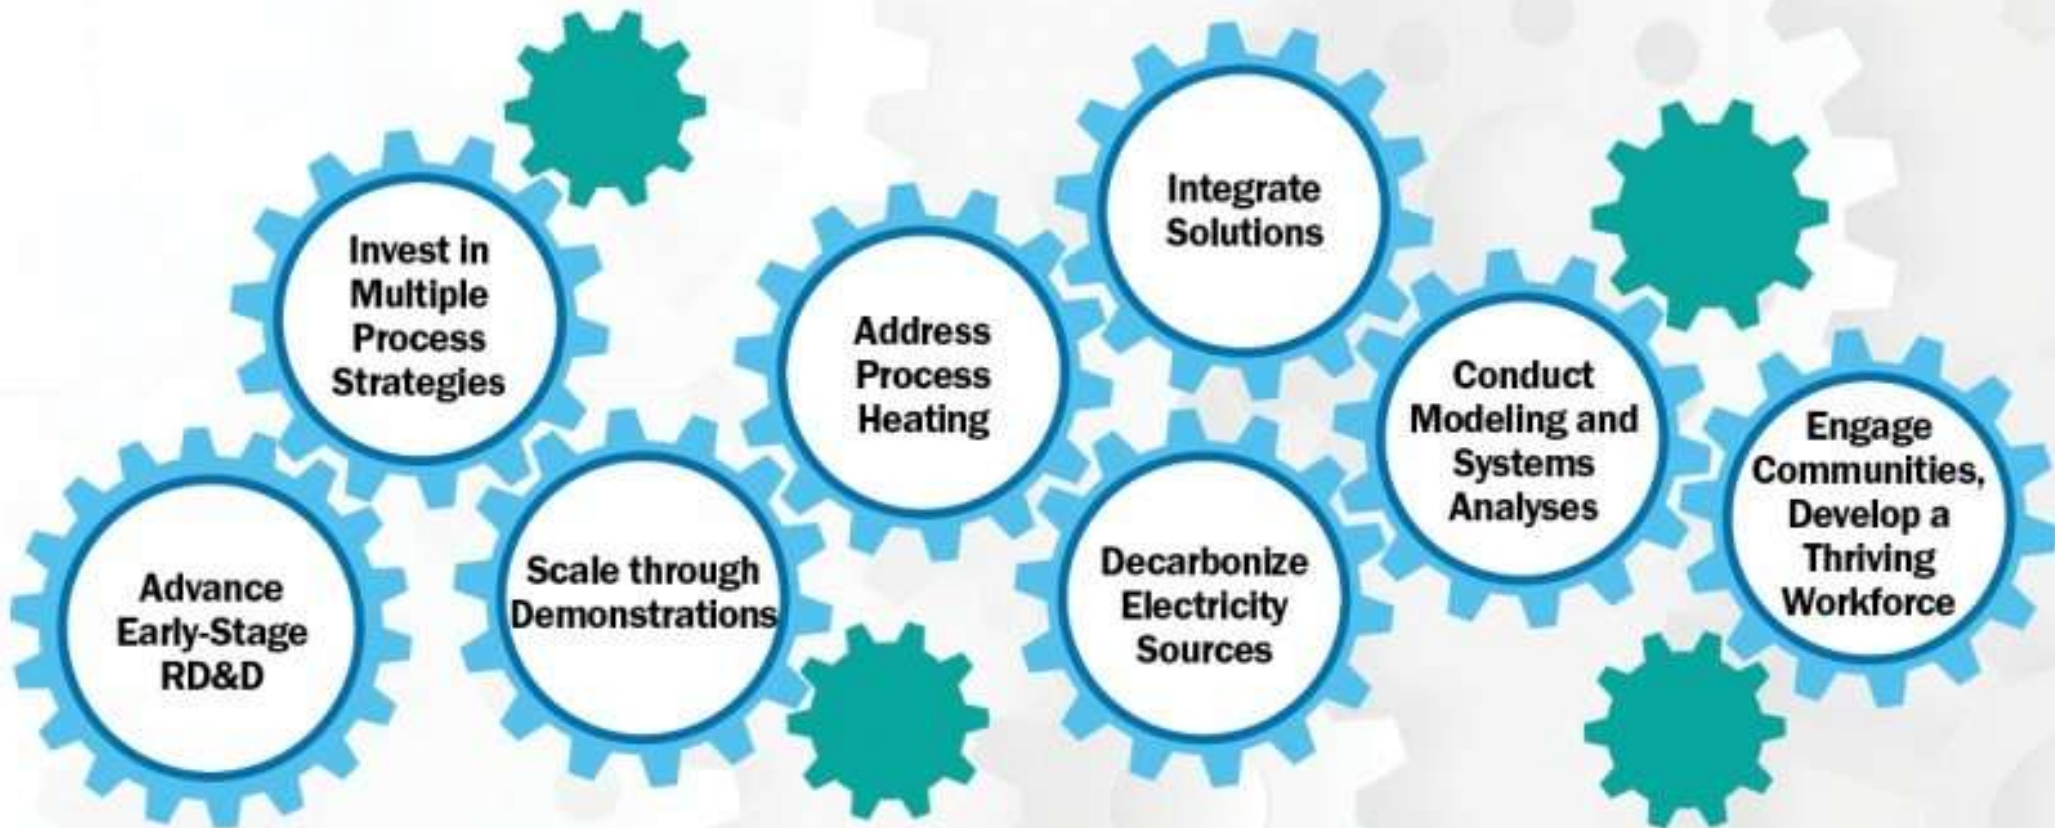 Invest in
Multiple
Process
Strategies
Advance
Early-Stage
RD&D
Scale through
Demonstrations
Address
Process
Heating
Integrate
Solutions
Decarbonize
Electricity
Sources
Conduct
Modeling and
Systems
Analyses
Engage
Communities,
Develop a
Thriving
Workforce